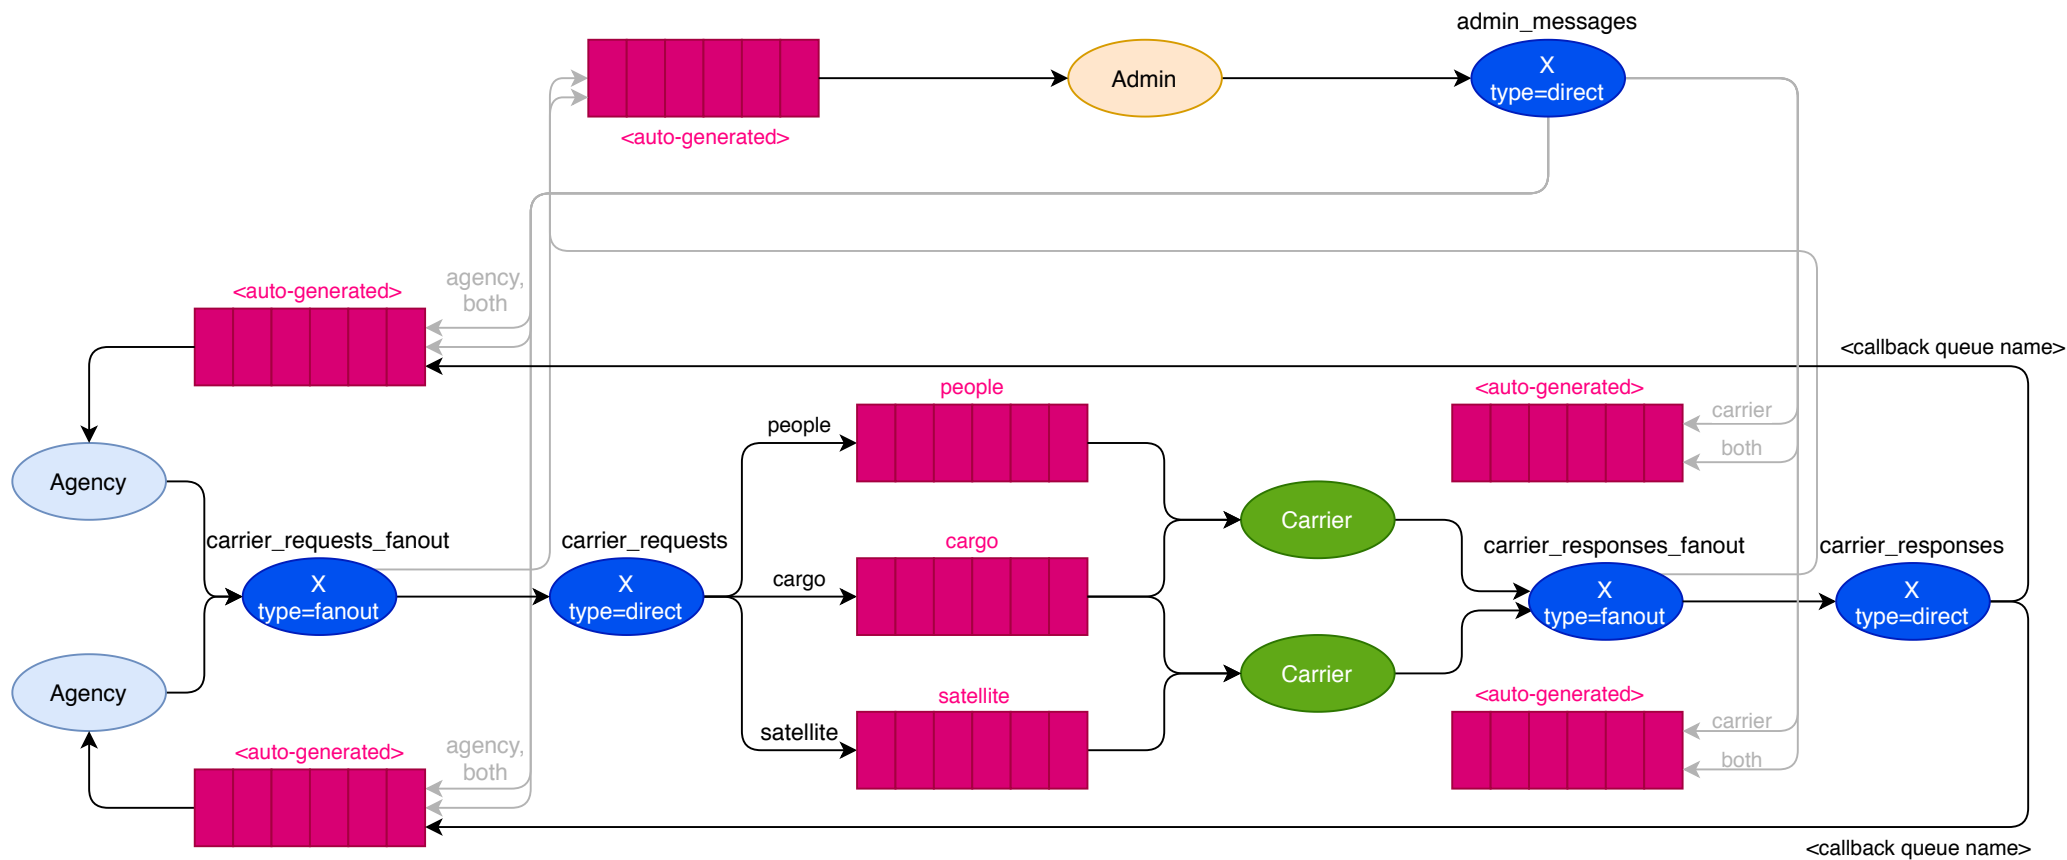 admin_messages
X
type=direct
Admin
<auto-generated>
agency,
both
<auto-generated>
<callback queue name>
people
<auto-generated>
people
carrier
both
Agency
Carrier
carrier_requests_fanout
carrier_requests
cargo
carrier_responses_fanout
carrier_responses
X
type=fanout
X
type=direct
cargo
X
type=fanout
X
type=direct
Agency
Carrier
satellite
<auto-generated>
satellite
carrier
both
<auto-generated>
agency,
both
<callback queue name>